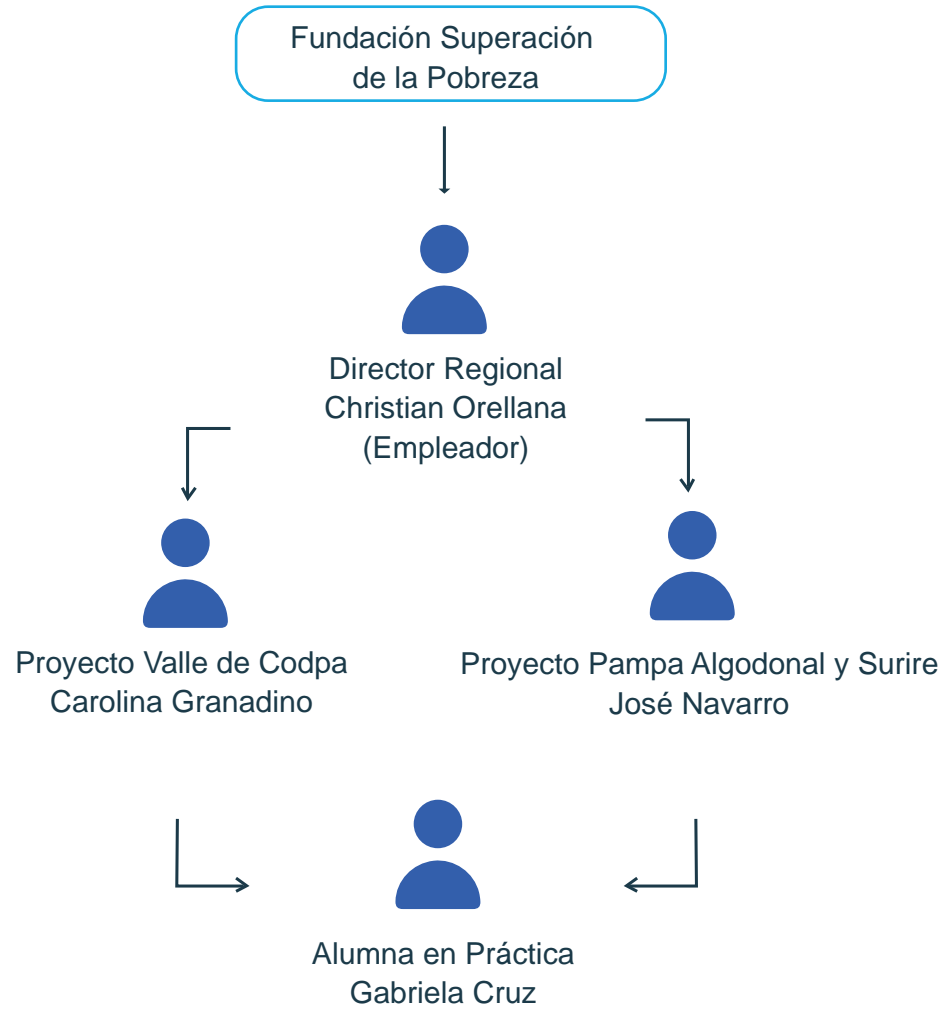 Fundación Superación
de la Pobreza
Director Regional
Christian Orellana
(Empleador)
Proyecto Valle de Codpa
Carolina Granadino
Proyecto Pampa Algodonal y Surire
José Navarro
Alumna en Práctica
Gabriela Cruz